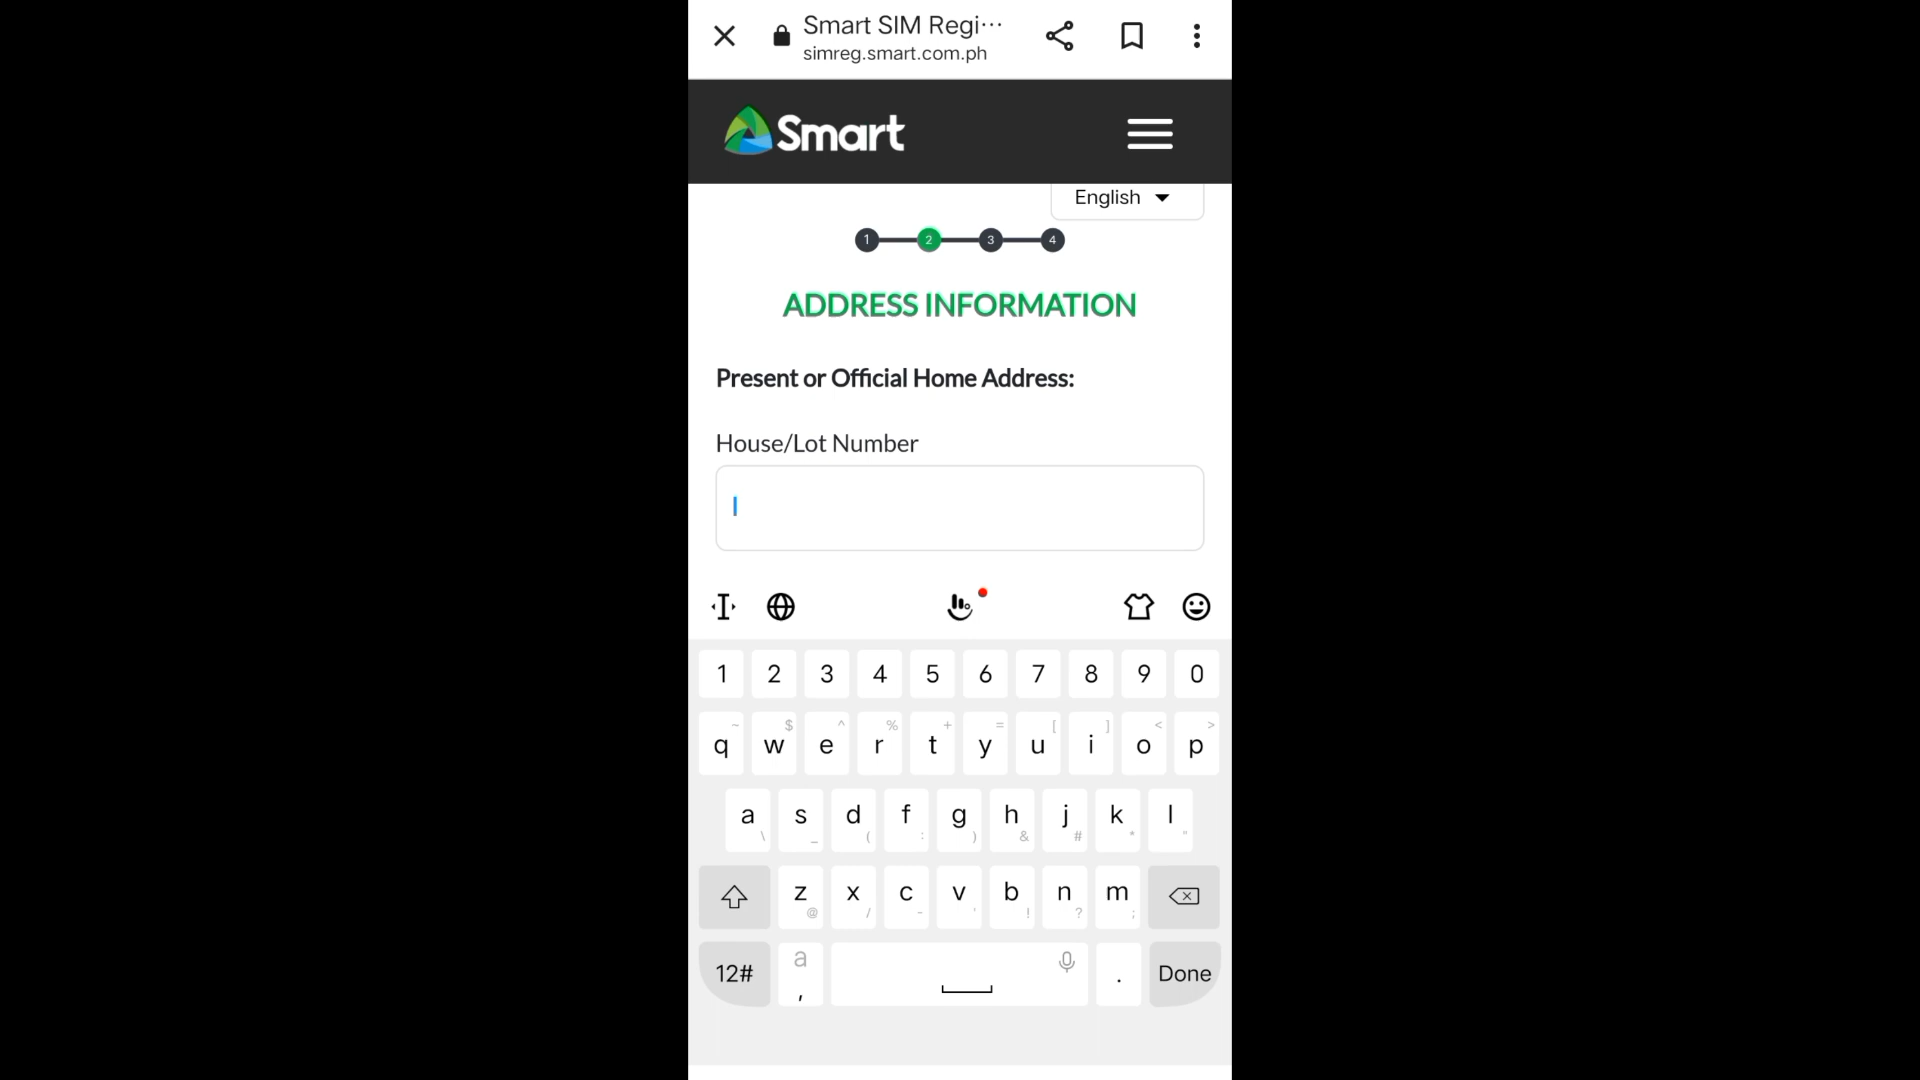 Smart SIM Regi...
simreg.smart.com.ph
Smart
English
1 2 3 4
ADDRESS INFORMATION
Present or Official Home Address:
House/Lot Number
1 2 3 4 5 6 7 8 9 0
~ $ ^ % + = [ ] < >
q w e r t y u i o p
a s d f g h j k l
\ _ ( : ) & # * "
z x c v b n m
@ / - ' ! ? ;
12# a , . Done